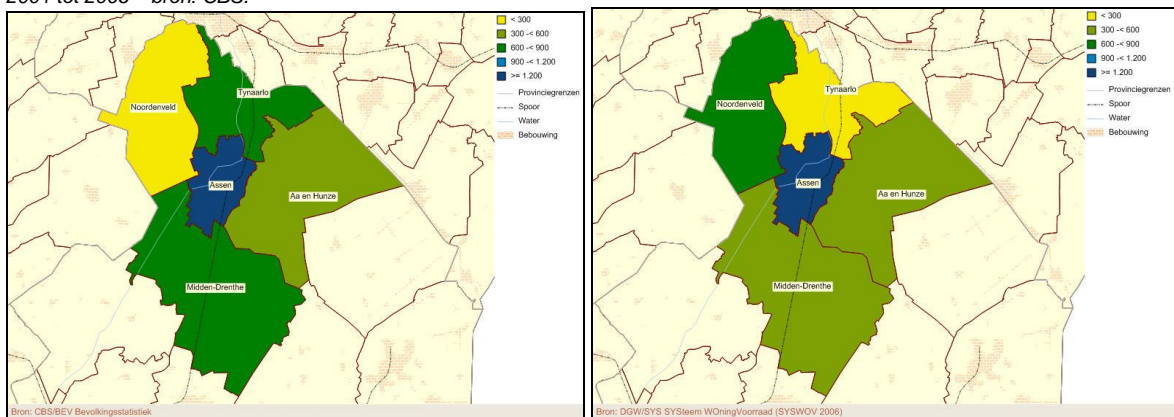 2001 tot 2006 – bron: CBS.
< 300
300 -< 600
600 -< 900
900 -< 1.200
>= 1.200
Provinciegrenzen
Spoor
Water
Bebouwing
Noordenveld
Tynaarlo
Assen
Aa en Hunze
Midden-Drenthe
Bron: CBS/BEV Bevolkingsstatistiek
< 300
300 -< 600
600 -< 900
900 -< 1.200
>= 1.200
Provinciegrenzen
Spoor
Water
Bebouwing
Noordenveld
Tynaarlo
Assen
Aa en Hunze
Midden-Drenthe
Bron: DGW/SYS SYSteem WOningVoorraad (SYSWOV 2006)